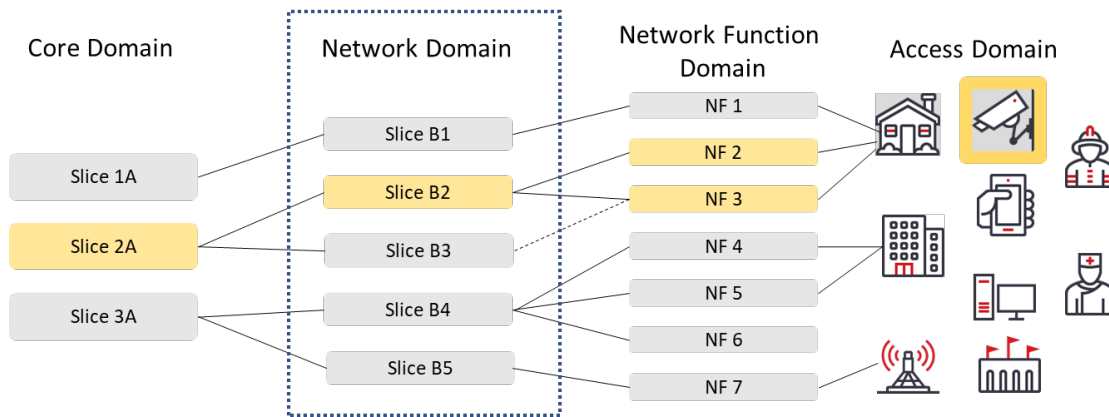 Core Domain
Network Domain
Network Function
Domain
Access Domain
Slice 1A
Slice 2A
Slice 3A
Slice B1
Slice B2
Slice B3
Slice B4
Slice B5
NF 1
NF 2
NF 3
NF 4
NF 5
NF 6
NF 7